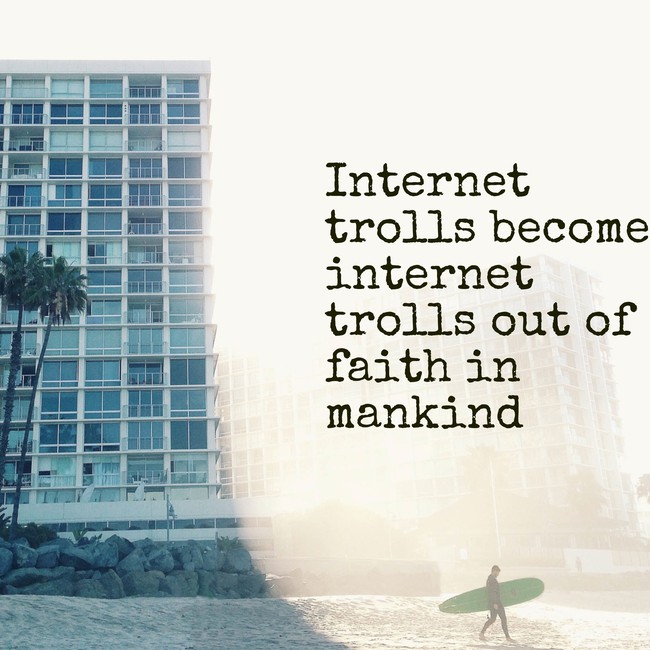 Internet
trolls become
internet
trolls out of
faith in
mankind